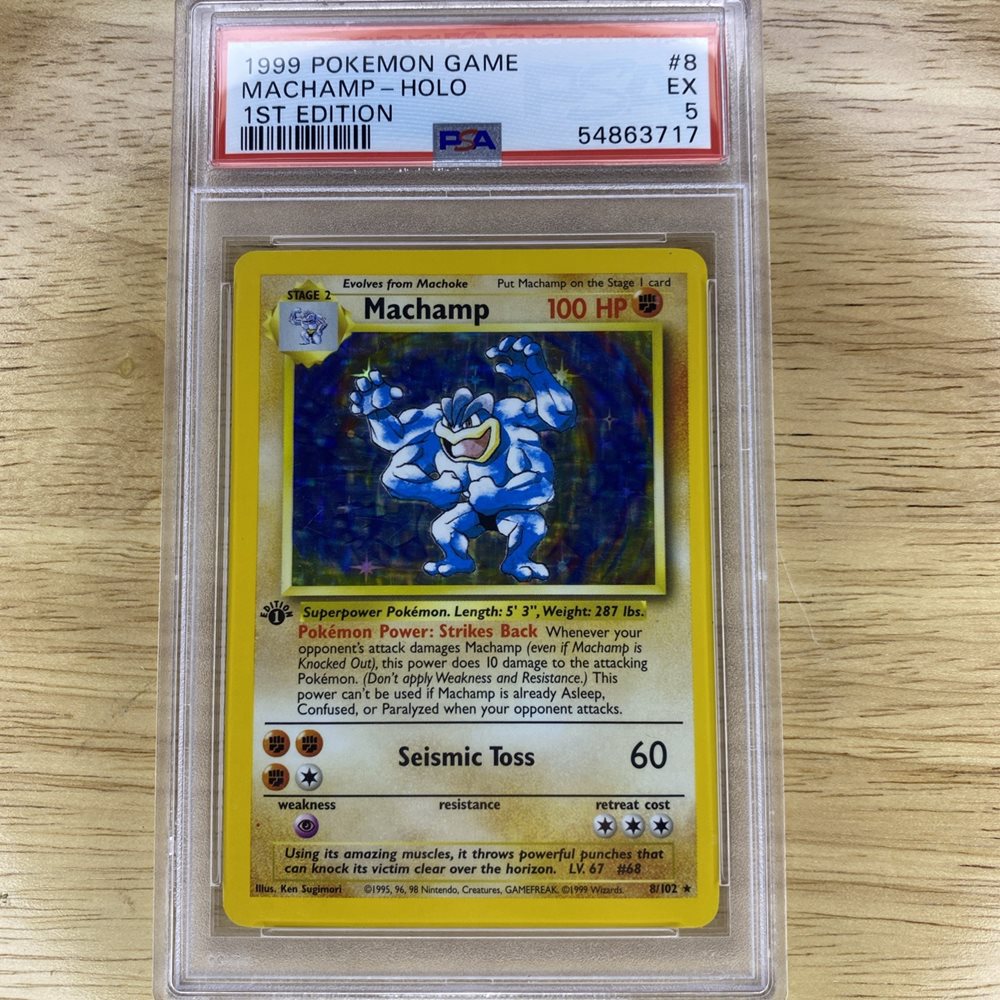 1999 POKEMON GAME #8
MACHAMP - HOLO EX
1ST EDITION 5
PSA 54863717
Evolves from Machoke Put Machamp on the Stage 1 card
STAGE 2
Machamp 100 HP
EDITION
1
Superpower Pokémon. Length: 5' 3", Weight: 287 lbs.
Pokémon Power: Strikes Back Whenever your
opponent's attack damages Machamp (even if Machamp is
Knocked Out), this power does 10 damage to the attacking
Pokémon. (Don't apply Weakness and Resistance.) This
power can't be used if Machamp is already Asleep,
Confused, or Paralyzed when your opponent attacks.
Seismic Toss 60
weakness resistance retreat cost
Using its amazing muscles, it throws powerful punches that
can knock its victim clear over the horizon. LV. 67 #68
Illus. Ken Sugimori ©1995, 96, 98 Nintendo, Creatures, GAMEFREAK. ©1999 Wizards. 8/102 ★